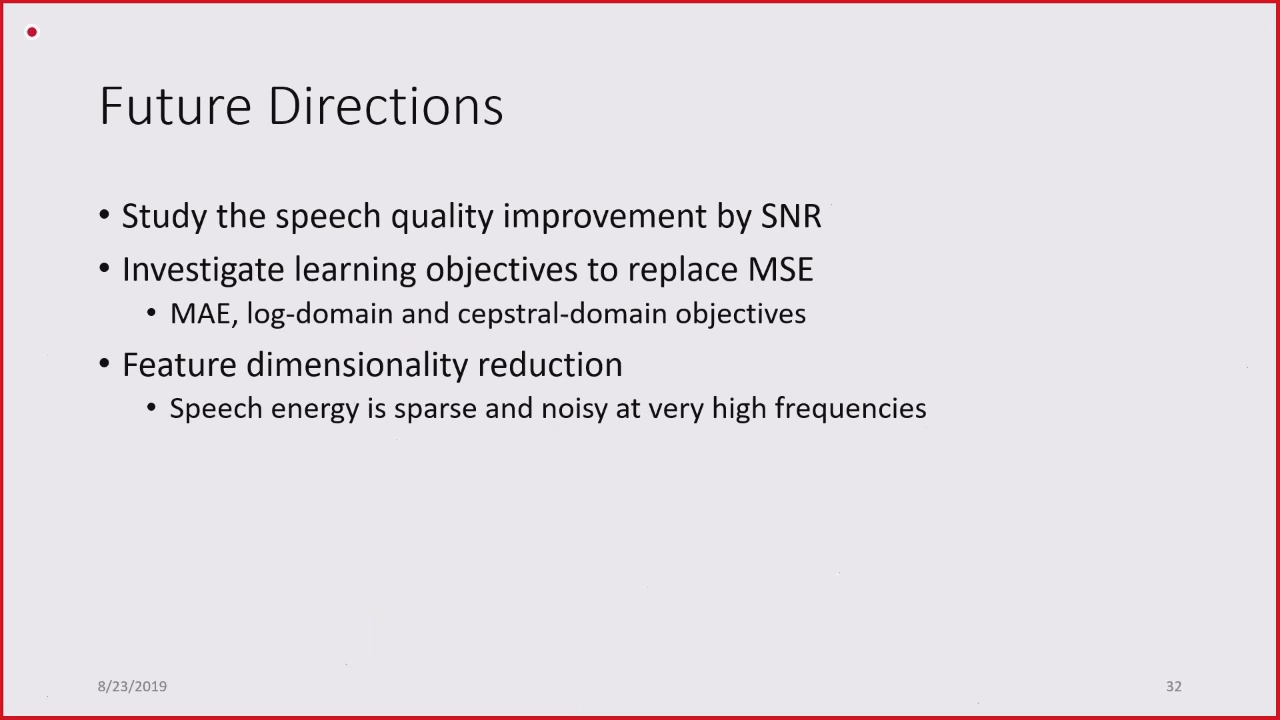 Future Directions
• Study the speech quality improvement by SNR
• Investigate learning objectives to replace MSE
• MAE, log-domain and cepstral-domain objectives
• Feature dimensionality reduction
• Speech energy is sparse and noisy at very high frequencies
8/23/2019
32